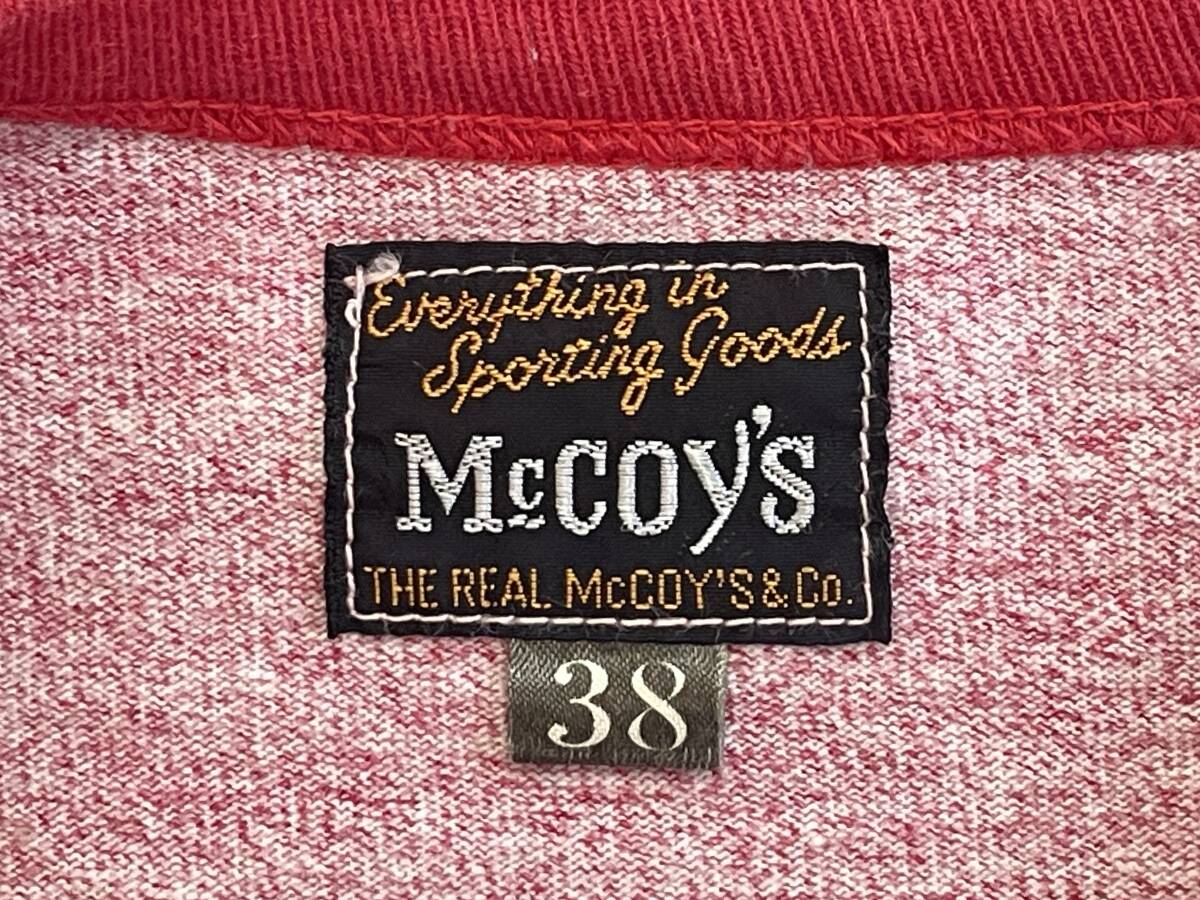 Everything in
Sporting Goods
McCOY'S
THE REAL McCOY'S & Co.
38